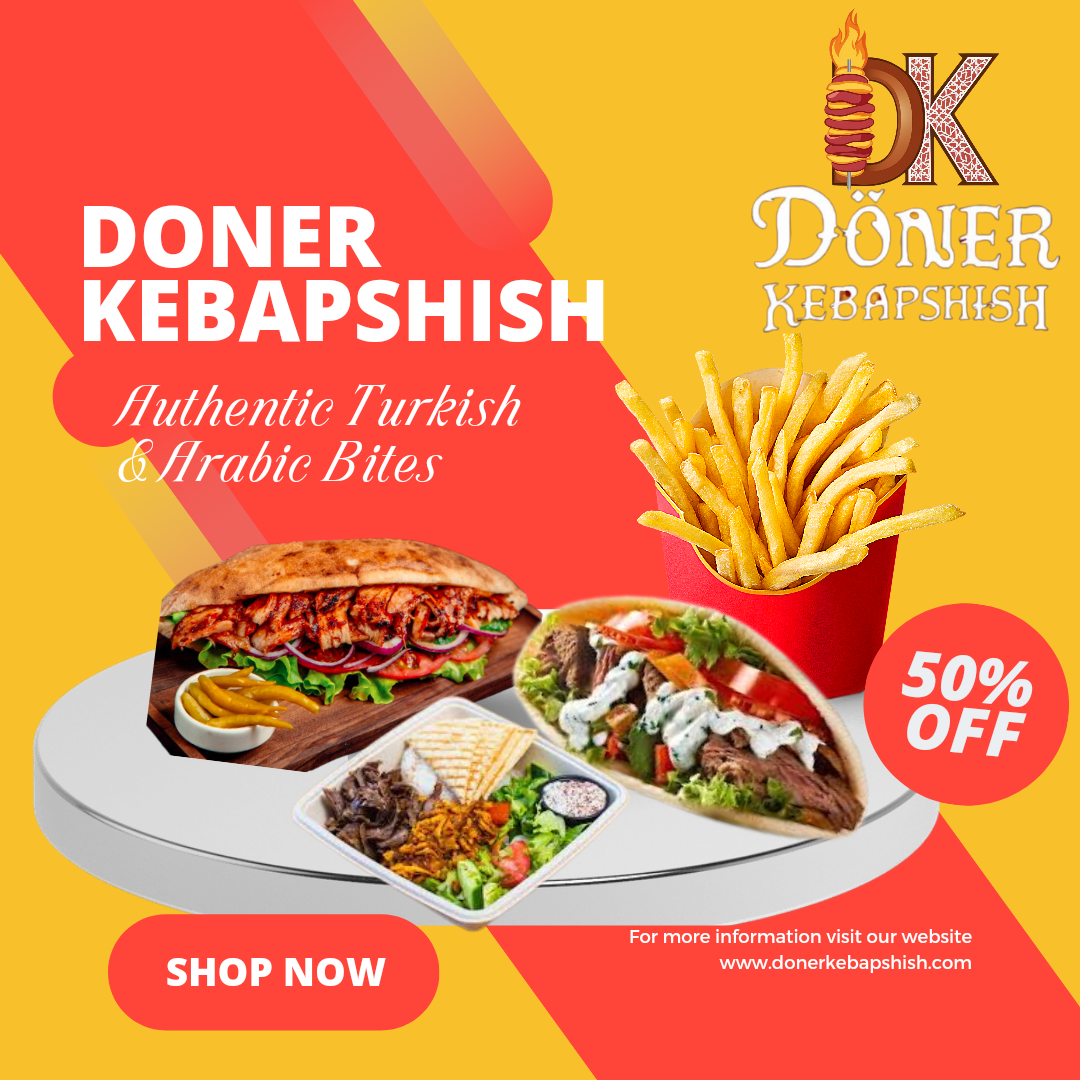 DK
DÖNER
KEBAPSHISH
DONER
KEBAPSHISH
Authentic Turkish
& Arabic Bites
50%
OFF
SHOP NOW
For more information visit our website
www.donerkebapshish.com